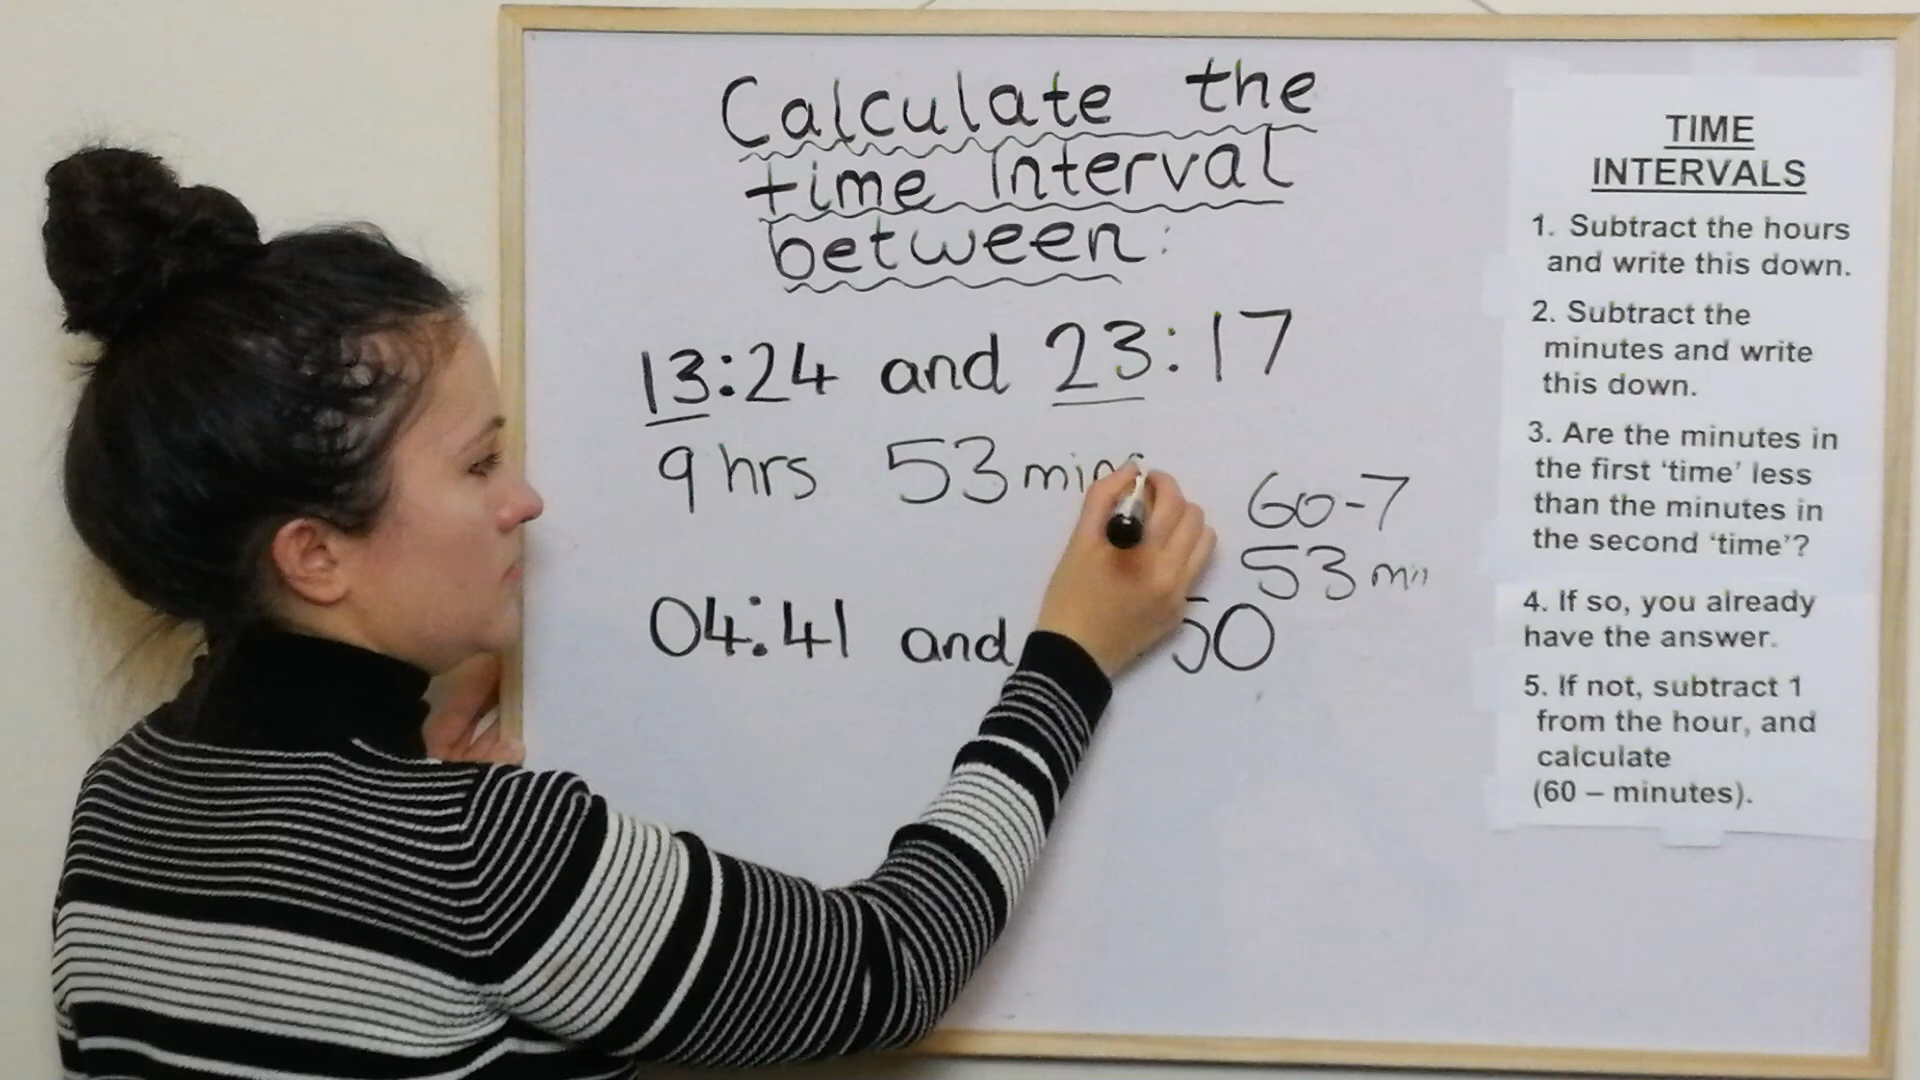 Calculate the
time interval
between:
13:24 and 23:17
9 hrs 53 mins
60-7
53 min
04:41 and 50
TIME
INTERVALS
1. Subtract the hours
and write this down.
2. Subtract the
minutes and write
this down.
3. Are the minutes in
the first ‘time’ less
than the minutes in
the second ‘time’?
4. If so, you already
have the answer.
5. If not, subtract 1
from the hour, and
calculate
(60 – minutes).